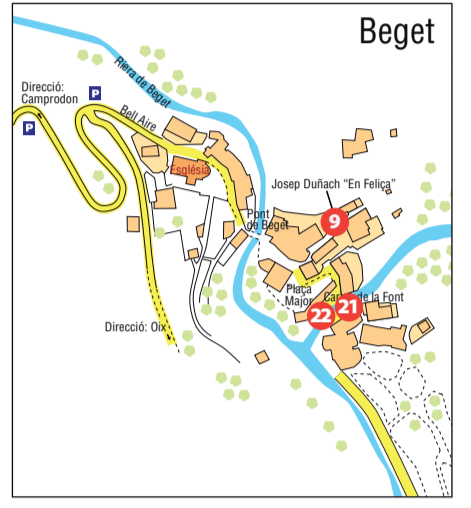 Beget
Direcció:
Camprodon
P
P
Riera de Beget
Bell Aire
Església
Josep Duñach “En Feliça”
9
Pont
de Beget
Plaça
Major
Carrer de la Font
22
21
Direcció: Oix